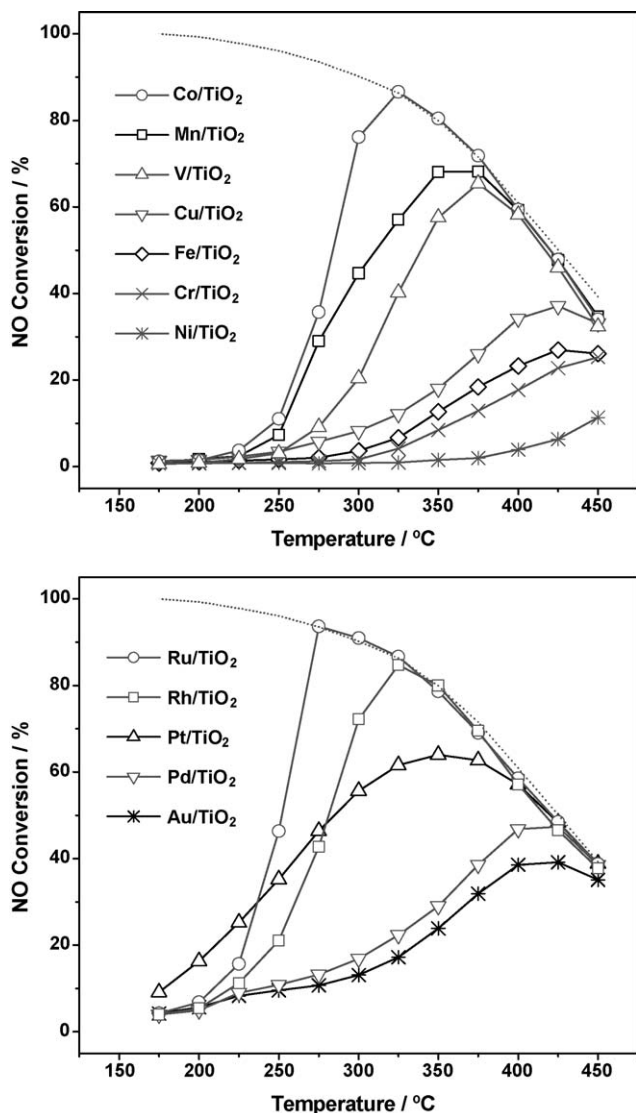 100
80
60
40
20
0
NO Conversion / %
Co/TiO₂
Mn/TiO₂
V/TiO₂
Cu/TiO₂
Fe/TiO₂
Cr/TiO₂
Ni/TiO₂
150 200 250 300 350 400 450
Temperature / ºC
100
80
60
40
20
0
NO Conversion / %
Ru/TiO₂
Rh/TiO₂
Pt/TiO₂
Pd/TiO₂
Au/TiO₂
150 200 250 300 350 400 450
Temperature / ºC